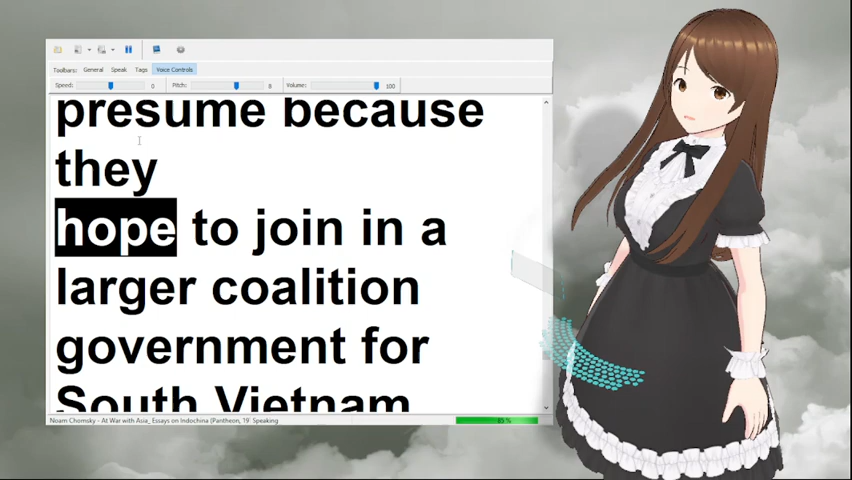 Toolbars: General Speak Tags Voice Controls
Speed: 0 Pitch: 8 Volume: 100
presume because
they
hope to join in a
larger coalition
government for
South Vietnam
Noam Chomsky - At War with Asia_ Essays on Indochina (Pantheon, 19 Speaking 85 %